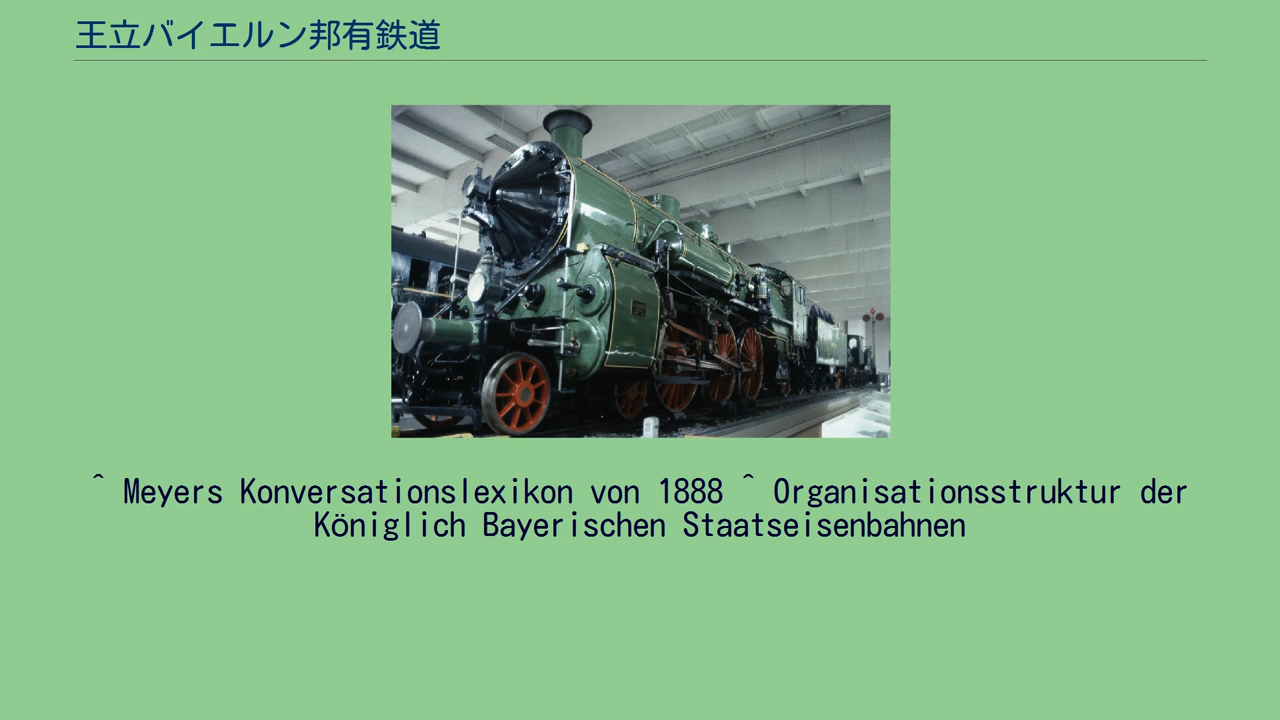 王立バイエルン邦有鉄道
^ Meyers Konversationslexikon von 1888 ^ Organisationsstruktur der
Königlich Bayerischen Staatseisenbahnen